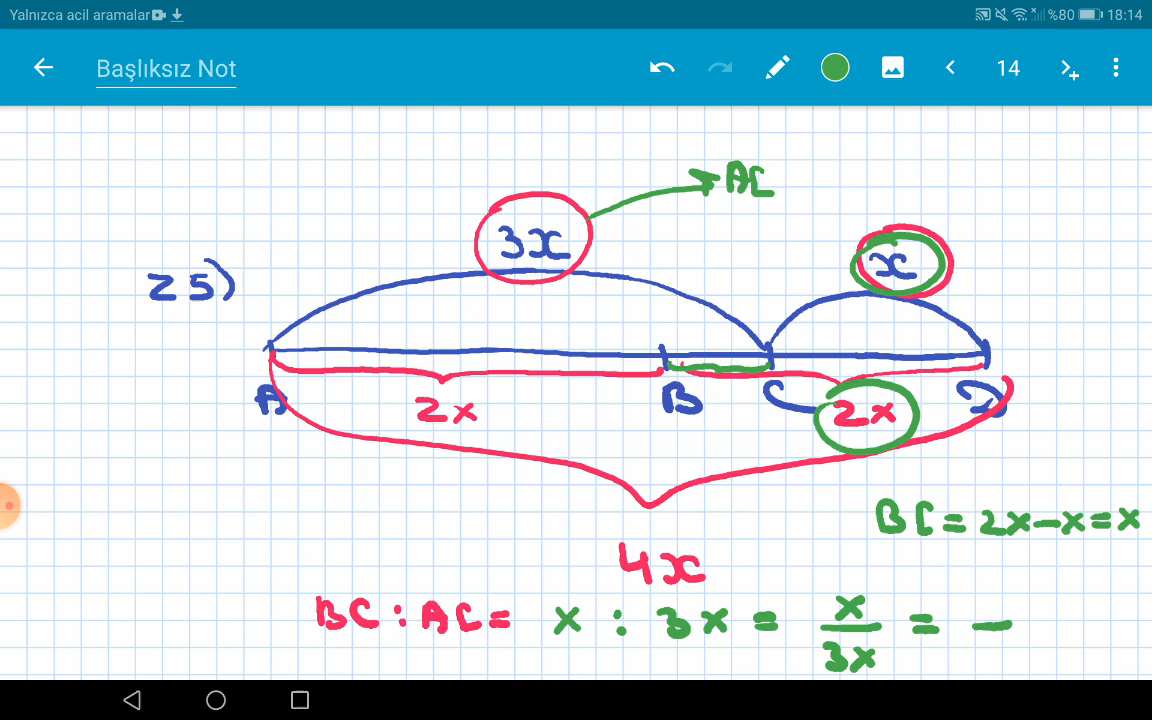 Yalnızca acil aramalar %80 18:14
Başlıksız Not 14
AC
3x x
25)
A B C D
2x 2x
BC = 2x - x = x
4x
BC : AC = x : 3x = x/3x = —